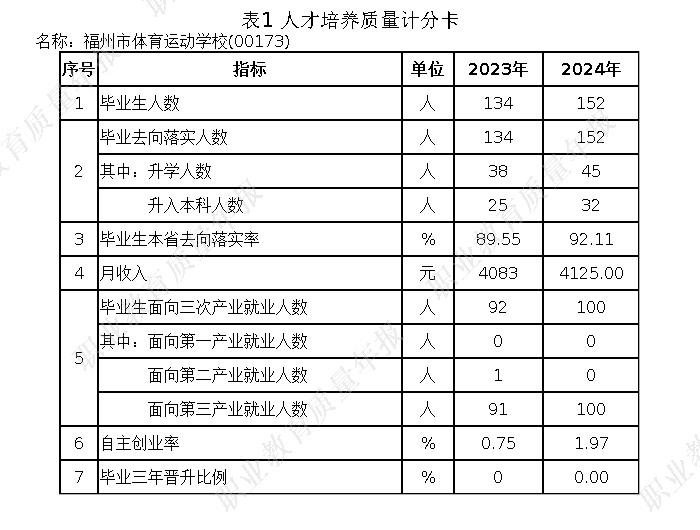 表1 人才培养质量计分卡
名称：福州市体育运动学校(00173)
序号 指标 单位 2023年 2024年
1 毕业生人数 人 134 152
2 毕业去向落实人数 人 134 152
其中：升学人数 人 38 45
升入本科人数 人 25 32
3 毕业生本省去向落实率 % 89.55 92.11
4 月收入 元 4083 4125.00
5 毕业生面向三次产业就业人数 人 92 100
其中：面向第一产业就业人数 人 0 0
面向第二产业就业人数 人 1 0
面向第三产业就业人数 人 91 100
6 自主创业率 % 0.75 1.97
7 毕业三年晋升比例 % 0 0.00
职业教育质量年报